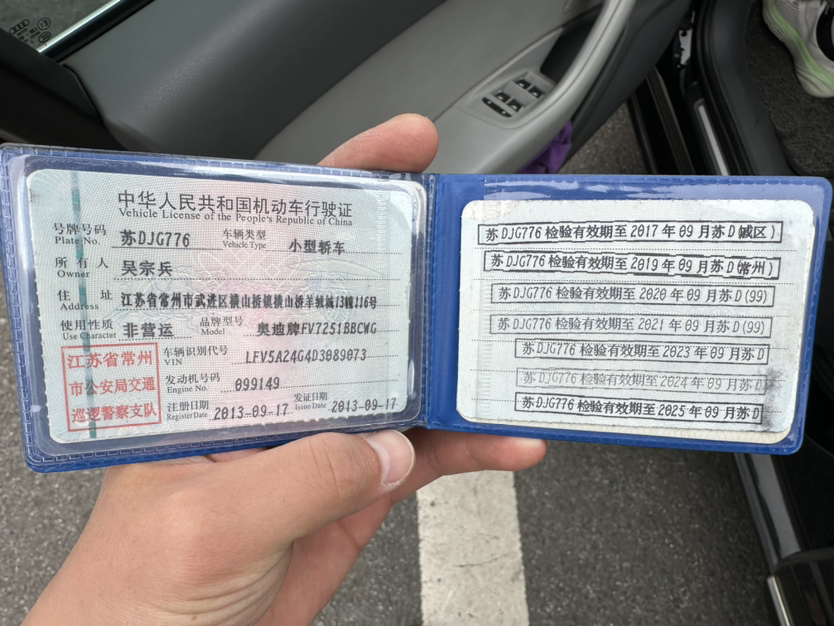 中华人民共和国机动车行驶证
Vehicle License of the People's Republic of China
号牌号码 苏DJG776 车辆类型 小型轿车
Plate No. Vehicle Type
所有人 吴宗兵
Owner
住址 江苏省常州市武进区横山桥镇横山桥羊绒城13幢116号
Address
使用性质 非营运 品牌型号 奥迪牌FV7251BBCWG
Use Character Model
江苏省常州
市公安局交通
巡逻警察支队
车辆识别代号 LFV5A24G4D3089073
VIN
发动机号码 099149
Engine No.
注册日期 2013-09-17 发证日期 2013-09-17
Register Date Issue Date
苏DJG776 检验有效期至 2017 年 09 月苏D(城区)
苏DJG776 检验有效期至 2019 年 09 月苏D(常州)
苏DJG776 检验有效期至 2020 年 09 月苏D(99)
苏DJG776 检验有效期至 2021 年 09 月苏D(99)
苏DJG776 检验有效期至 2023 年 09 月苏D
苏DJG776 检验有效期至 2024 年 09 月苏D
苏DJG776 检验有效期至 2025 年 09 月苏D